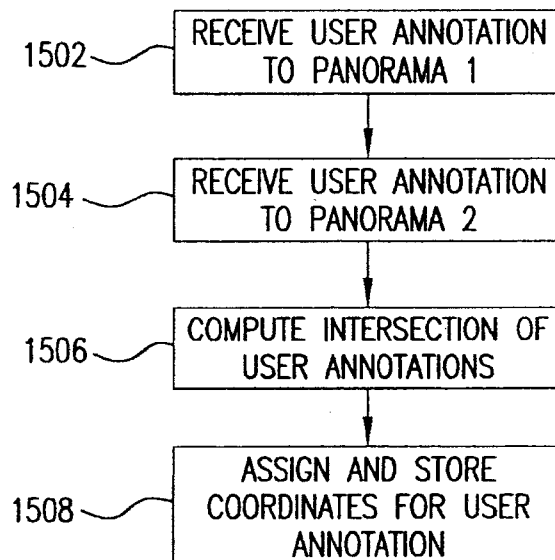 1502
RECEIVE USER ANNOTATION
TO PANORAMA 1
1504
RECEIVE USER ANNOTATION
TO PANORAMA 2
1506
COMPUTE INTERSECTION OF
USER ANNOTATIONS
1508
ASSIGN AND STORE
COORDINATES FOR USER
ANNOTATION